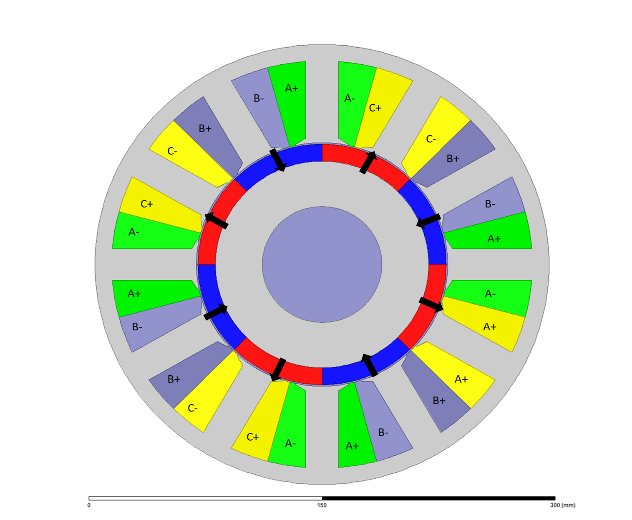 A+
A-
B-
C+
B+
C-
C-
B+
C+
B-
A-
A+
A+
A-
B-
A+
B+
A+
C-
B+
C+
B-
A-
A+
0
150
300 (mm)